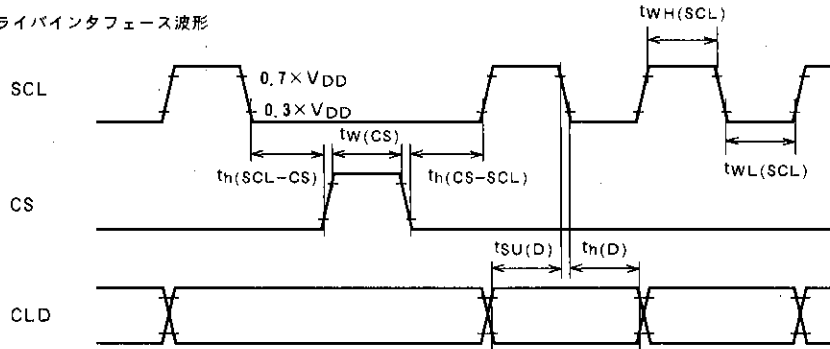 ライバインタフェース波形
tWH(SCL)
SCL
0.7×VDD
0.3×VDD
tW(CS)
tWL(SCL)
th(SCL-CS)
th(CS-SCL)
CS
tSU(D)
th(D)
CLD